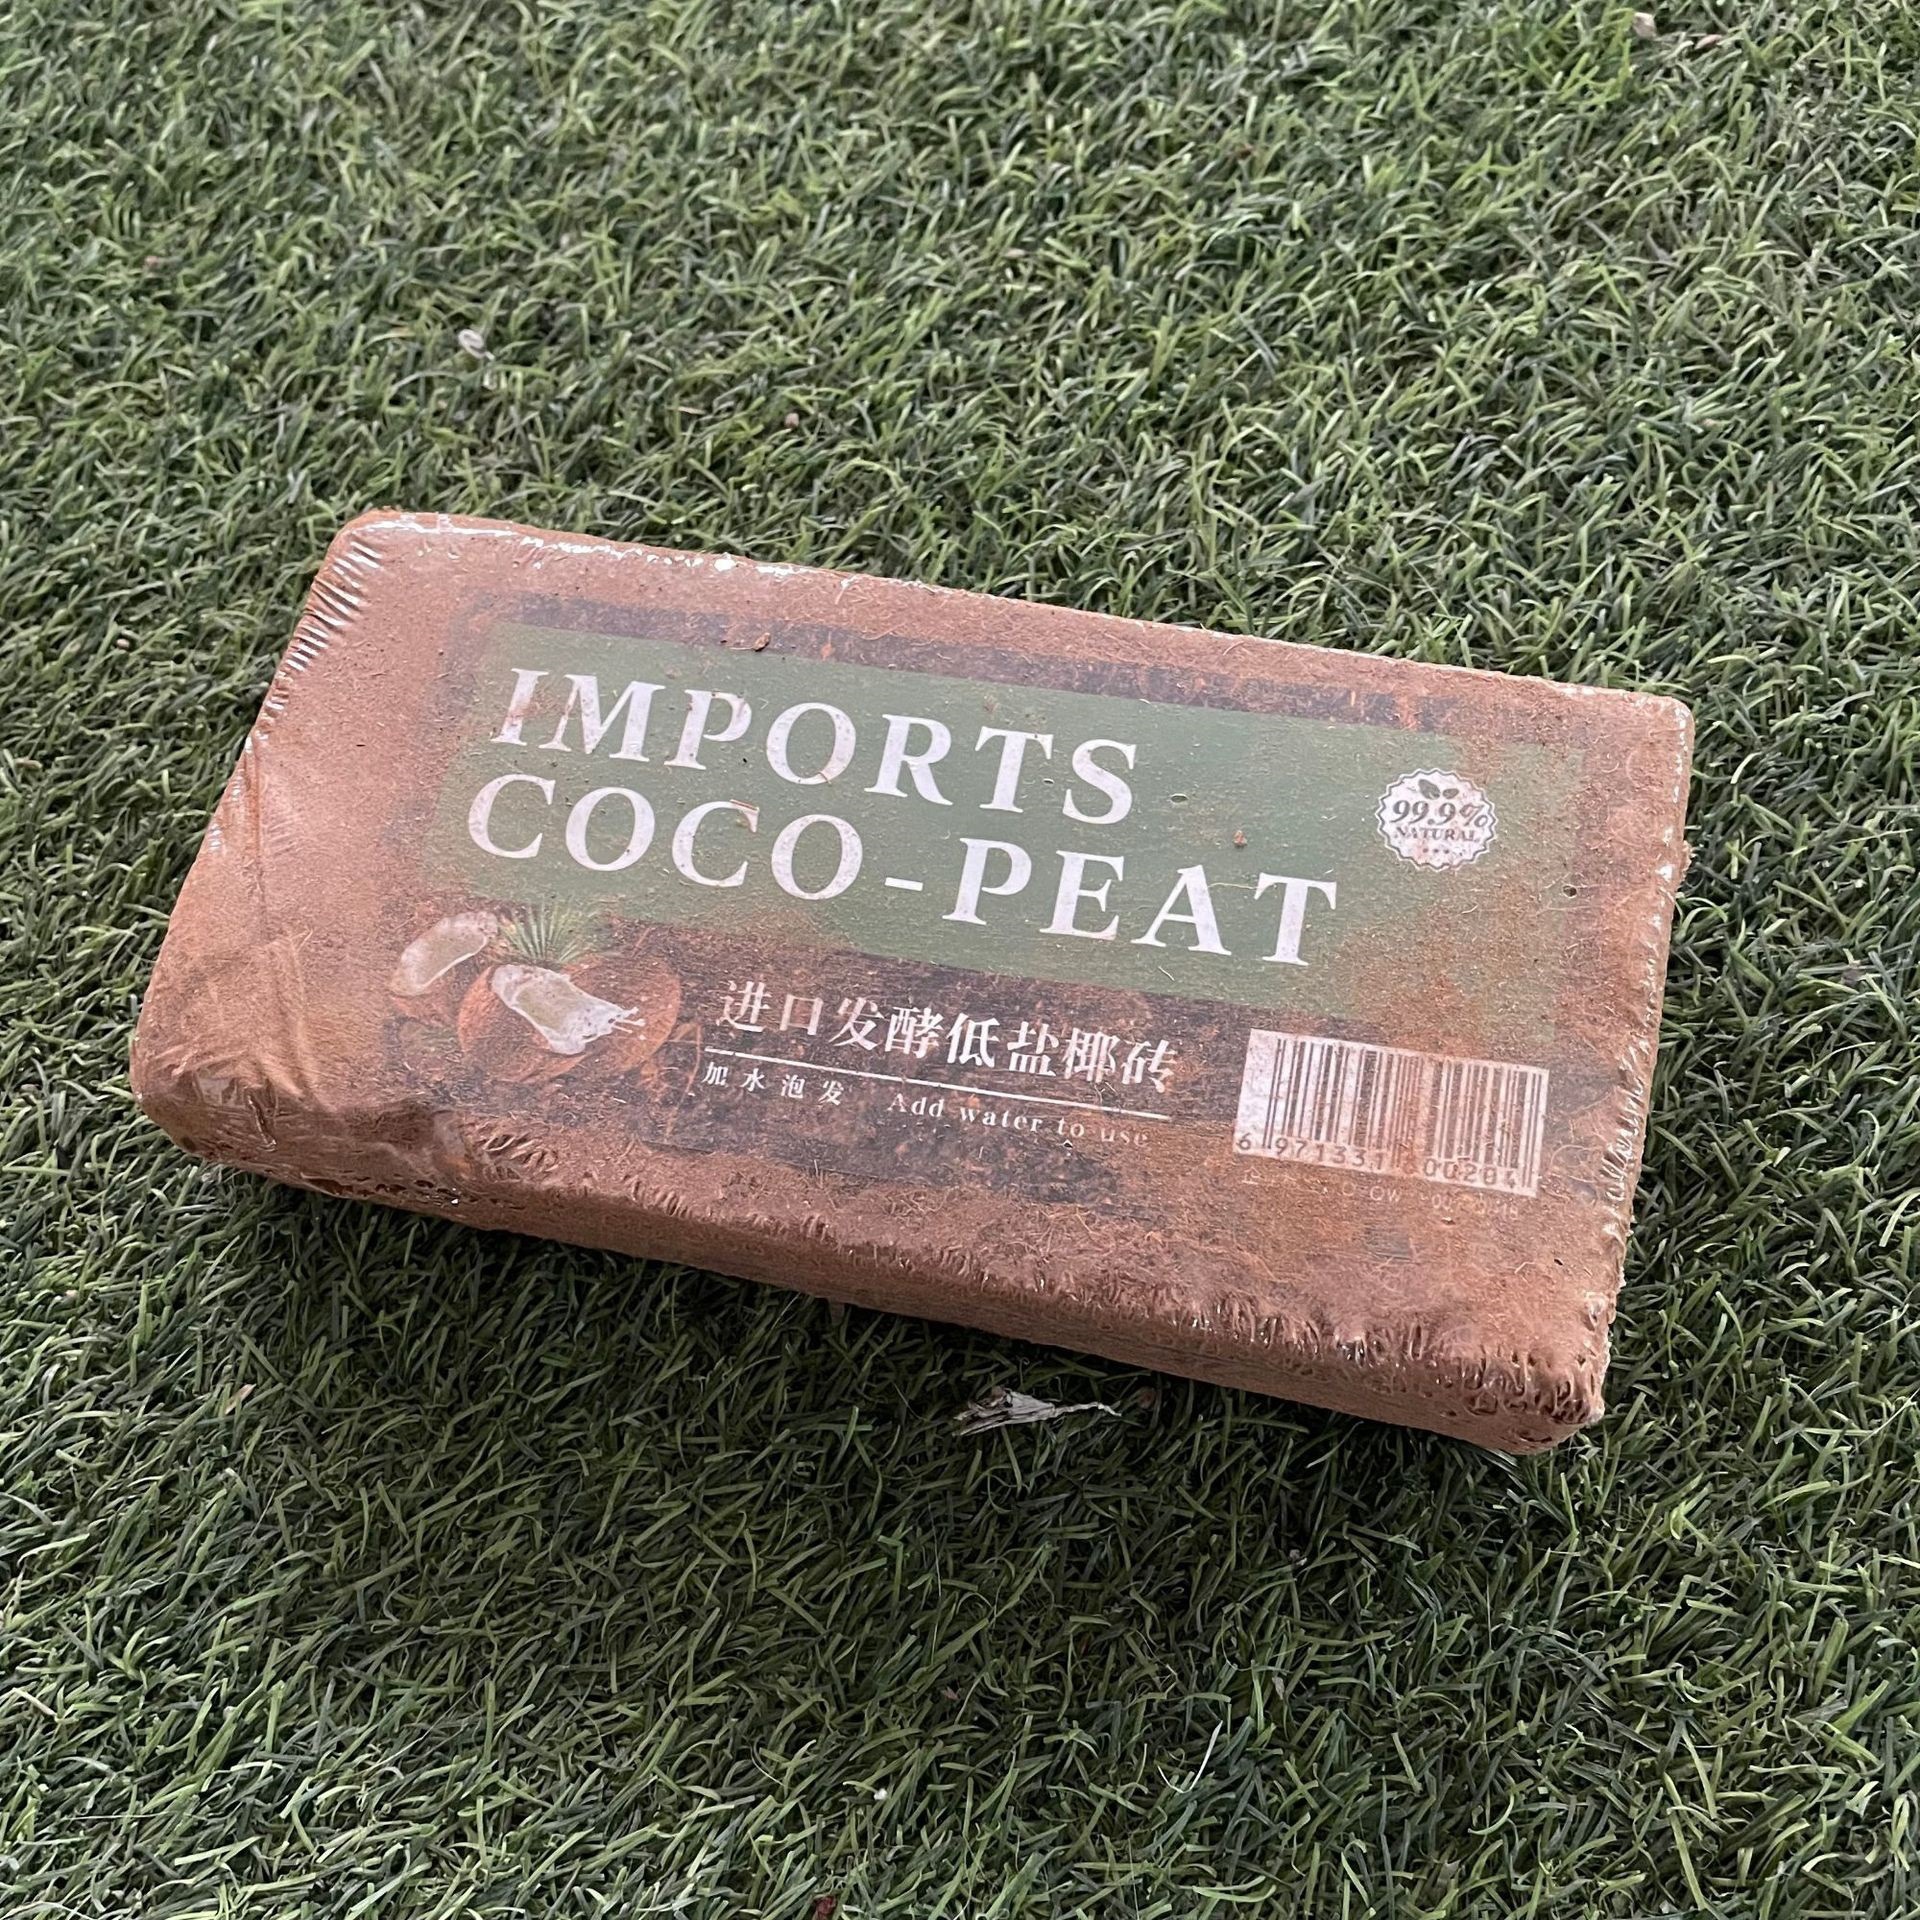 IMPORTS
COCO-PEAT
99.9%
NATURAL
进口发酵低盐椰砖
加水泡发 Add water to use